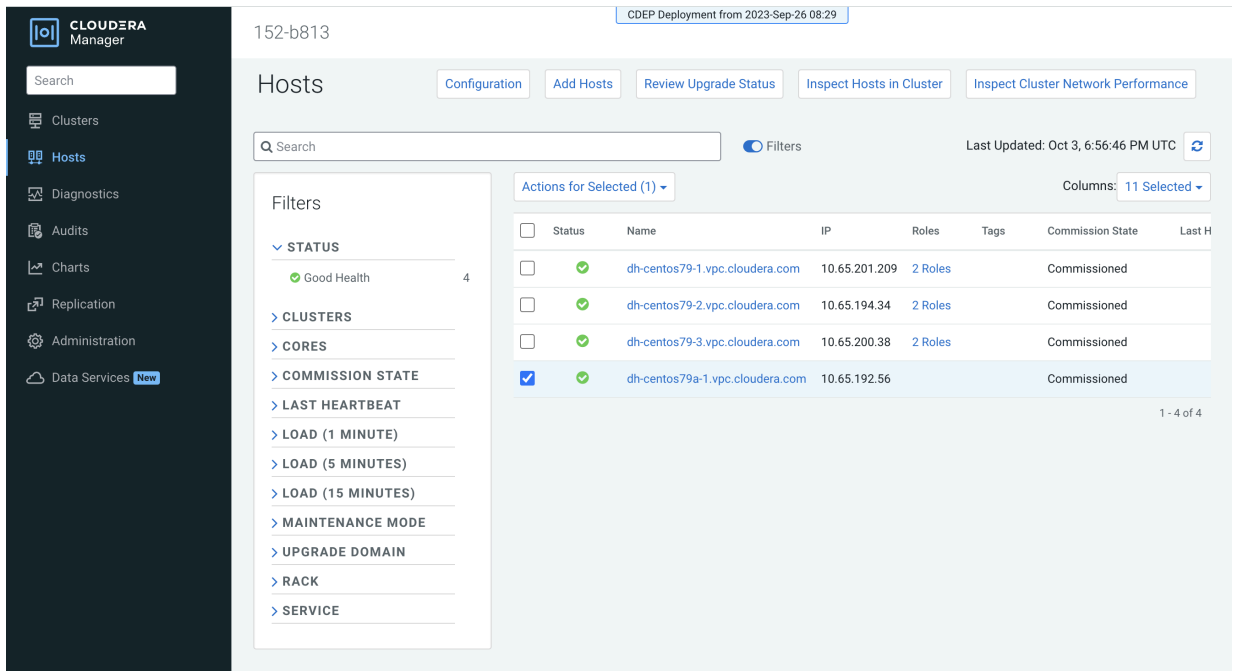 CLOUDERA
Manager
Search
Clusters
Hosts
Diagnostics
Audits
Charts
Replication
Administration
Data Services New
CDEP Deployment from 2023-Sep-26 08:29
152-b813
Hosts
Configuration
Add Hosts
Review Upgrade Status
Inspect Hosts in Cluster
Inspect Cluster Network Performance
Search
Filters
Last Updated: Oct 3, 6:56:46 PM UTC
Filters
STATUS
Good Health 4
CLUSTERS
CORES
COMMISSION STATE
LAST HEARTBEAT
LOAD (1 MINUTE)
LOAD (5 MINUTES)
LOAD (15 MINUTES)
MAINTENANCE MODE
UPGRADE DOMAIN
RACK
SERVICE
Actions for Selected (1)
Columns: 11 Selected
Status Name IP Roles Tags Commission State Last H
dh-centos79-1.vpc.cloudera.com 10.65.201.209 2 Roles Commissioned
dh-centos79-2.vpc.cloudera.com 10.65.194.34 2 Roles Commissioned
dh-centos79-3.vpc.cloudera.com 10.65.200.38 2 Roles Commissioned
dh-centos79a-1.vpc.cloudera.com 10.65.192.56 Commissioned
1 - 4 of 4